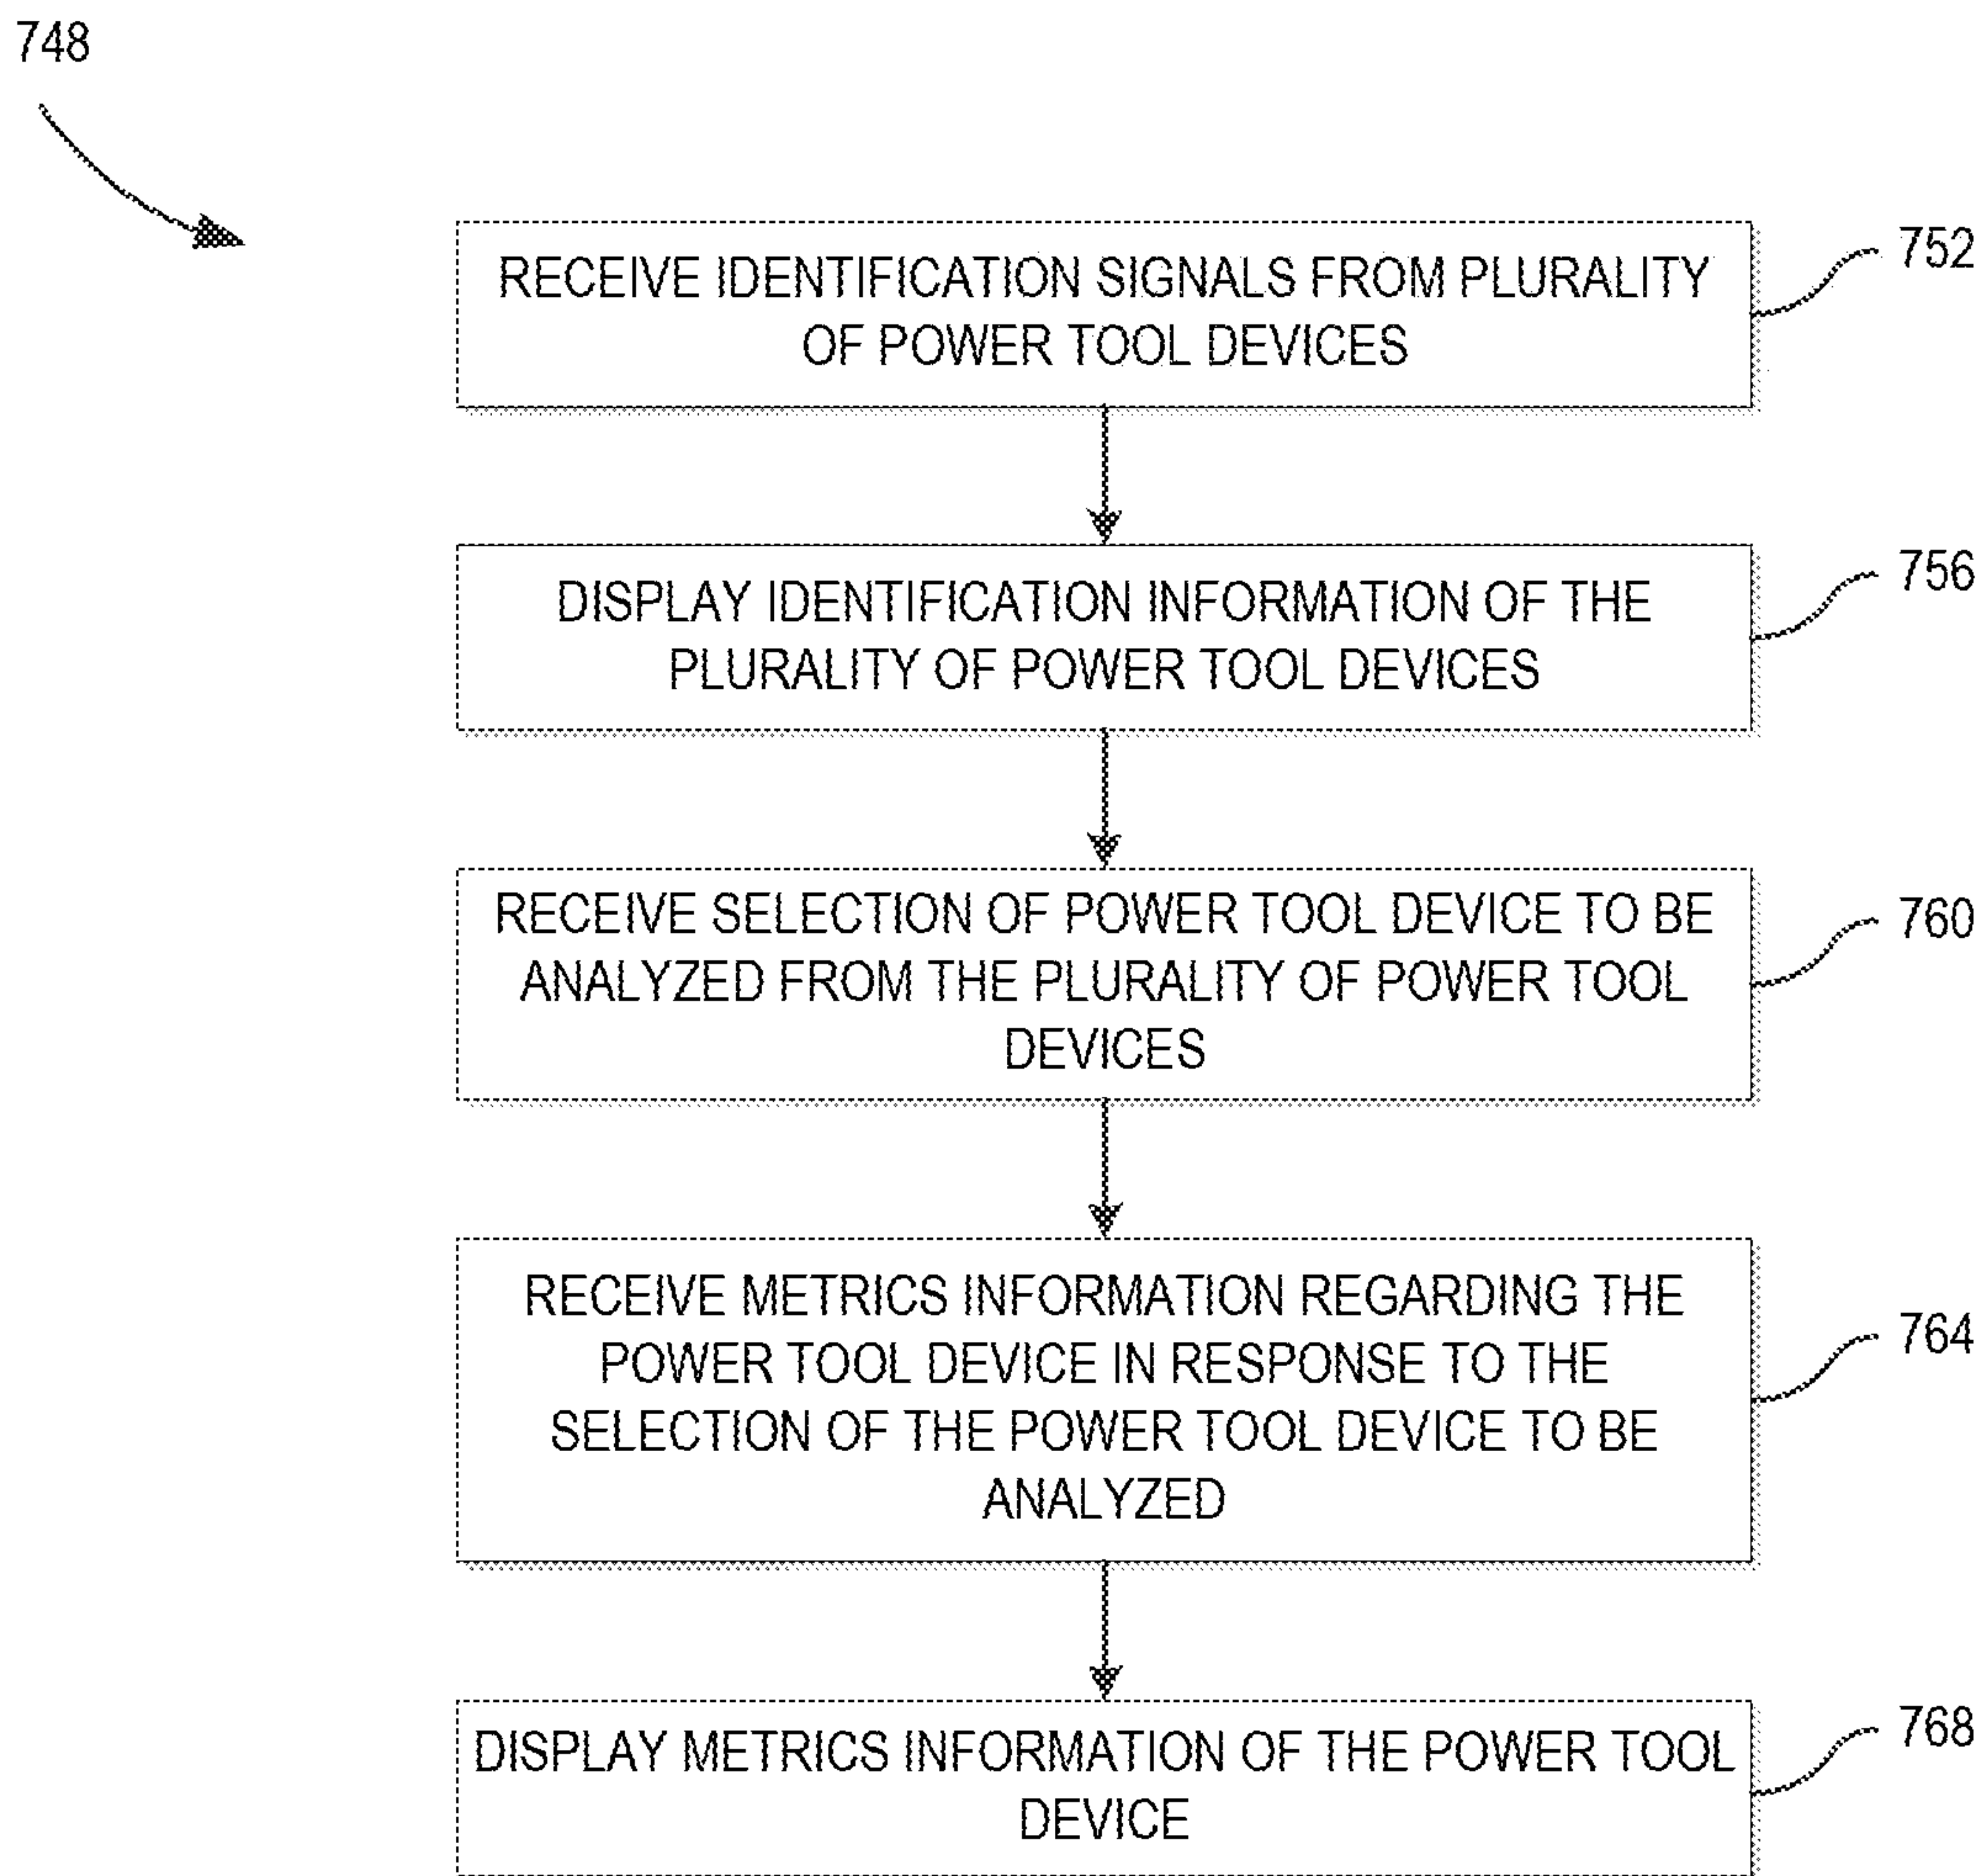 748
RECEIVE IDENTIFICATION SIGNALS FROM PLURALITY
OF POWER TOOL DEVICES
752
DISPLAY IDENTIFICATION INFORMATION OF THE
PLURALITY OF POWER TOOL DEVICES
756
RECEIVE SELECTION OF POWER TOOL DEVICE TO BE
ANALYZED FROM THE PLURALITY OF POWER TOOL
DEVICES
760
RECEIVE METRICS INFORMATION REGARDING THE
POWER TOOL DEVICE IN RESPONSE TO THE
SELECTION OF THE POWER TOOL DEVICE TO BE
ANALYZED
764
DISPLAY METRICS INFORMATION OF THE POWER TOOL
DEVICE
768